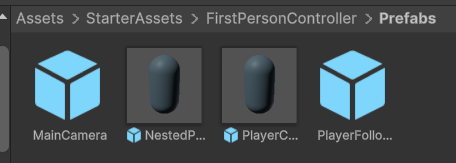 Assets > StarterAssets > FirstPersonController > Prefabs
MainCamera
NestedP...
PlayerC...
PlayerFollo...